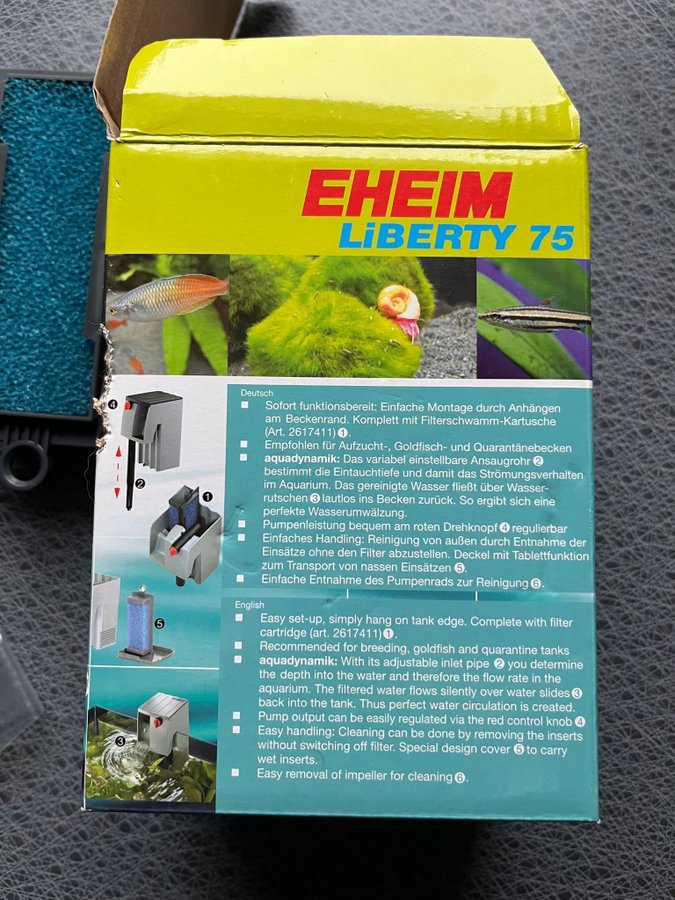 EHEIM
LiBERTY 75
Deutsch
Sofort funktionsbereit: Einfache Montage durch Anhängen
am Beckenrand. Komplett mit Filterschwamm-Kartusche
(Art. 2617411) ❶.
Empfohlen für Aufzucht-, Goldfisch- und Quarantänebecken
aquadynamik: Das variabel einstellbare Ansaugrohr ❷
bestimmt die Eintauchtiefe und damit das Strömungsverhalten
im Aquarium. Das gereinigte Wasser fließt über Wasser-
rutschen ❸ lautlos ins Becken zurück. So ergibt sich eine
perfekte Wasserumwälzung.
Pumpenleistung bequem am roten Drehknopf ❹ regulierbar
Einfaches Handling: Reinigung von außen durch Entnahme der
Einsätze ohne den Filter abzustellen. Deckel mit Tablettfunktion
zum Transport von nassen Einsätzen ❺.
Einfache Entnahme des Pumpenrads zur Reinigung ❻.
English
Easy set-up, simply hang on tank edge. Complete with filter
cartridge (art. 2617411) ❶.
Recommended for breeding, goldfish and quarantine tanks
aquadynamik: With its adjustable inlet pipe ❷ you determine
the depth into the water and therefore the flow rate in the
aquarium. The filtered water flows silently over water slides ❸
back into the tank. Thus perfect water circulation is created.
Pump output can be easily regulated via the red control knob ❹
Easy handling: Cleaning can be done by removing the inserts
without switching off filter. Special design cover ❺ to carry
wet inserts.
Easy removal of impeller for cleaning ❻.
❹
❷
❶
❺
❸